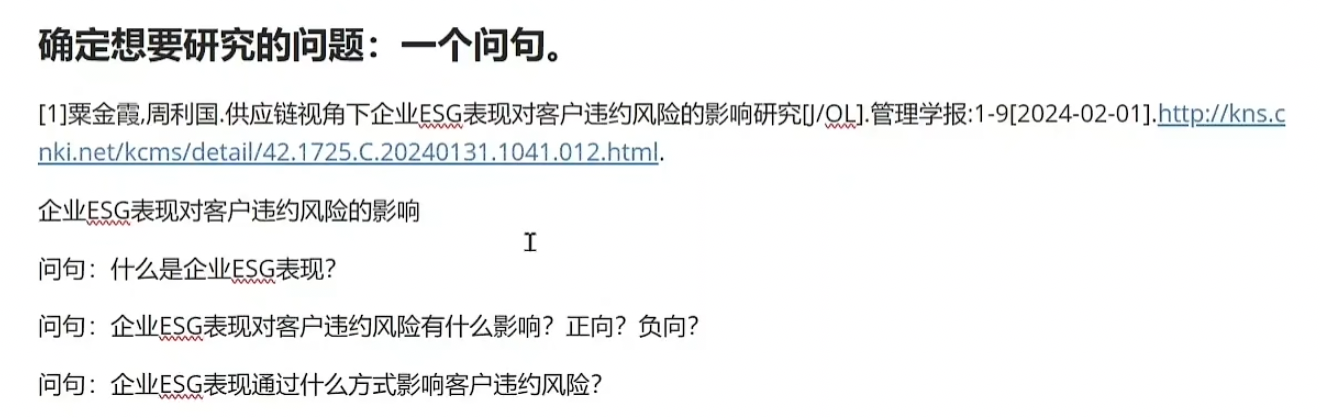 确定想要研究的问题：一个问句。
[1]粟金霞,周利国.供应链视角下企业ESG表现对客户违约风险的影响研究[J/OL].管理学报:1-9[2024-02-01].http://kns.c
nki.net/kcms/detail/42.1725.C.20240131.1041.012.html.
企业ESG表现对客户违约风险的影响
问句：什么是企业ESG表现？
问句：企业ESG表现对客户违约风险有什么影响？正向？负向？
问句：企业ESG表现通过什么方式影响客户违约风险？